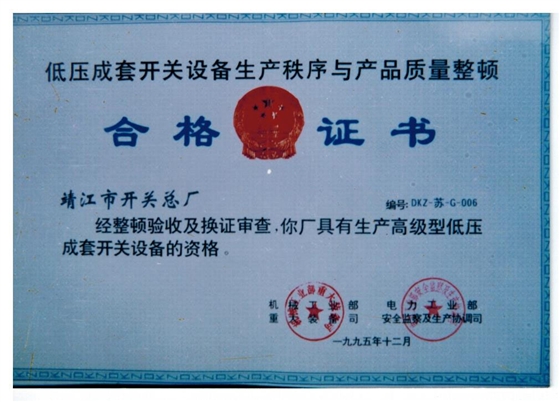 低压成套开关设备生产秩序与产品质量整顿
合格证书
靖江市开关总厂
编号: DKZ-苏-G-006
经整顿验收及换证审查,你厂具有生产高级型低压
成套开关设备的资格。
机械工业部 电力工业部
重大装备司 安全监察及生产协调司
一九九五年十二月